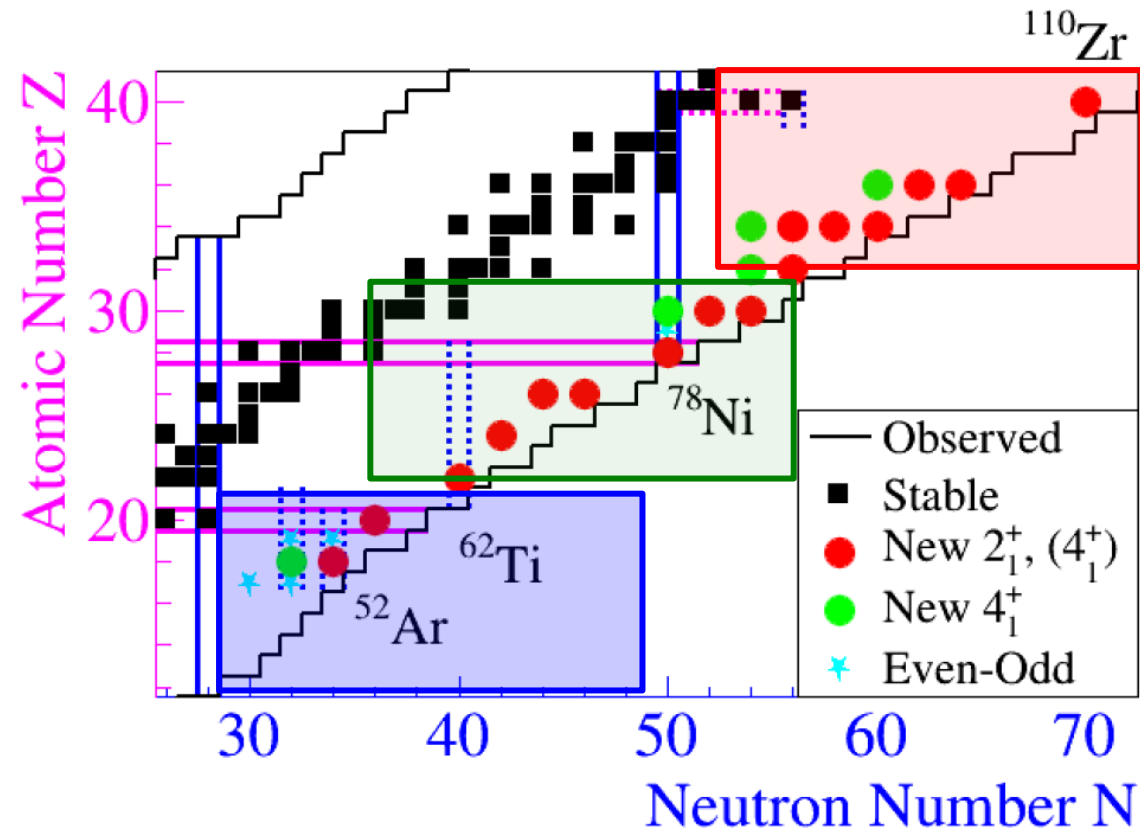 110Zr
Atomic Number Z
40
30
20
78Ni
62Ti
52Ar
Observed
Stable
New 2₁⁺, (4₁⁺)
New 4₁⁺
Even-Odd
30 40 50 60 70
Neutron Number N